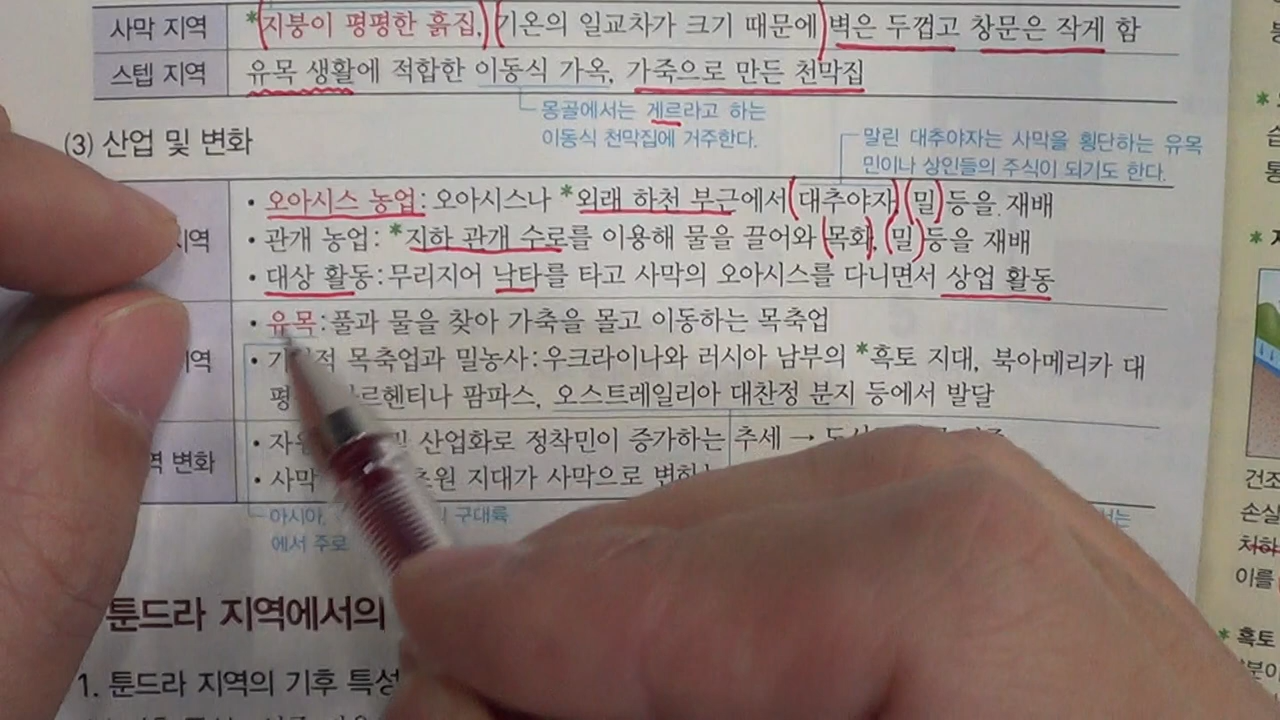 사막 지역 *지붕이 평평한 흙집, 기온의 일교차가 크기 때문에 벽은 두껍고 창문은 작게 함
스텝 지역 유목 생활에 적합한 이동식 가옥, 가죽으로 만든 천막집
몽골에서는 게르라고 하는
이동식 천막집에 거주한다.
(3) 산업 및 변화
말린 대추야자는 사막을 횡단하는 유목
민이나 상인들의 주식이 되기도 한다.
• 오아시스 농업: 오아시스나 *외래 하천 부근에서 대추야자, 밀 등을 재배
지역 • 관개 농업: *지하 관개 수로를 이용해 물을 끌어와 목화, 밀 등을 재배
• 대상 활동: 무리지어 낙타를 타고 사막의 오아시스를 다니면서 상업 활동
• 유목: 풀과 물을 찾아 가축을 몰고 이동하는 목축업
지역 • 목축업과 밀농사: 우크라이나와 러시아 남부의 *흑토 지대, 북아메리카 대
팜파스, 오스트레일리아 대찬정 분지 등에서 발달
변화 • 산업화로 정착민이 증가하는 추세 →
• 사막 지대가 사막으로
아시아, 구대륙
에서 주로
툰드라 지역에서의
1. 툰드라 지역의 기후 특성
건조
손실
이를
* 흑토